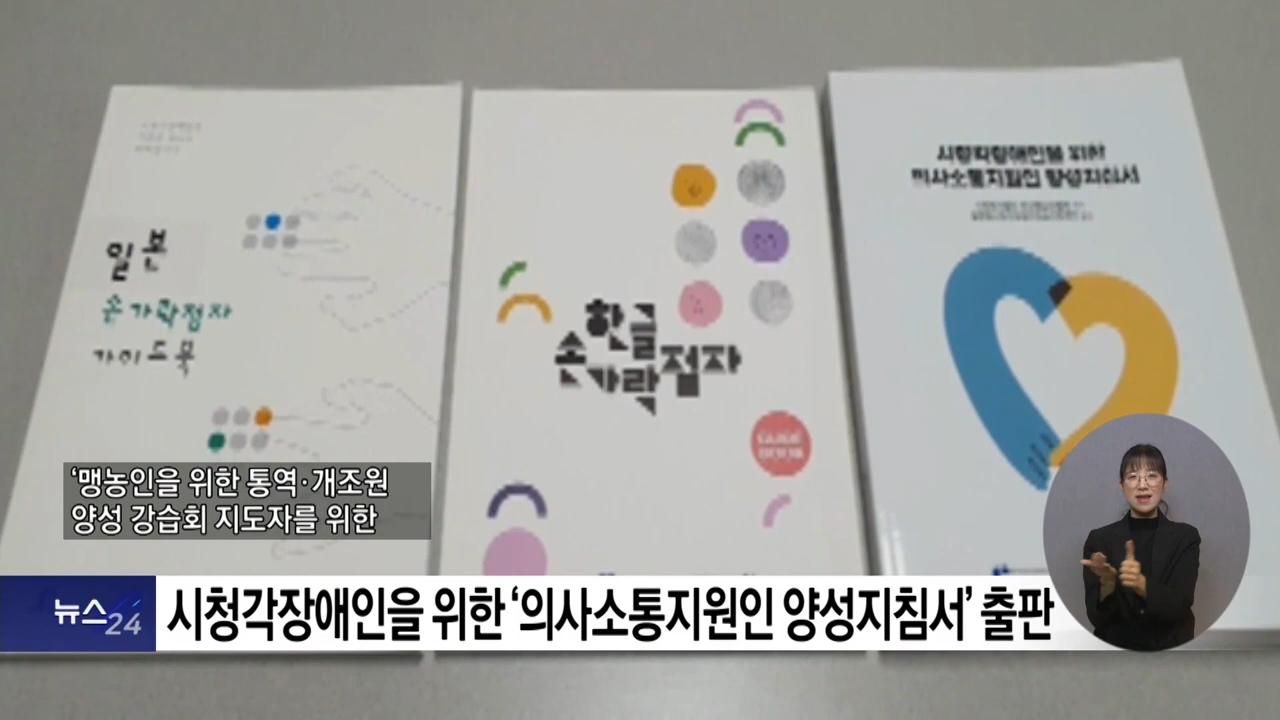 일본
손가락점자
가이드북
한글
손가락점자
시청각장애인을 위한
의사소통지원인 양성지침서
'맹농인을 위한 통역·개조원
양성 강습회 지도자를 위한
뉴스24
시청각장애인을 위한 '의사소통지원인 양성지침서' 출판